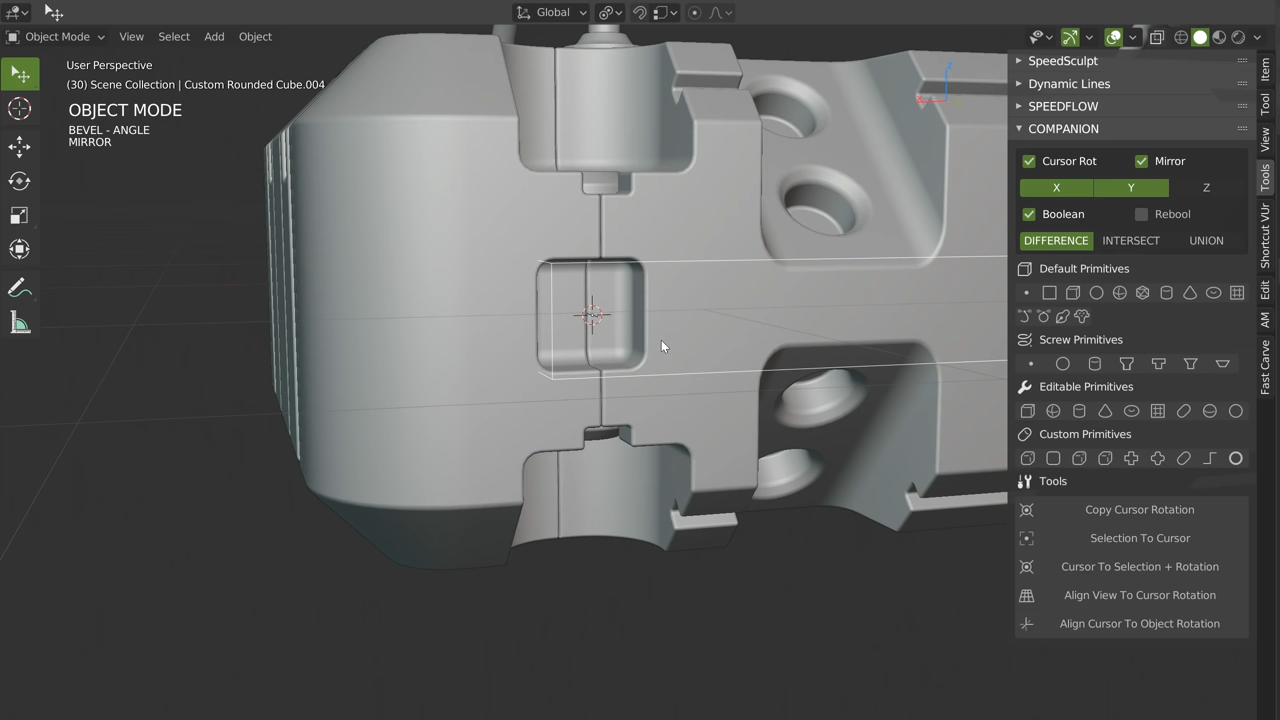 Global
Object Mode
View
Select
Add
Object
User Perspective
(30) Scene Collection | Custom Rounded Cube.004
OBJECT MODE
BEVEL - ANGLE
MIRROR
SpeedSculpt
Dynamic Lines
SPEEDFLOW
COMPANION
Cursor Rot
Mirror
X
Y
Z
Boolean
Rebool
DIFFERENCE
INTERSECT
UNION
Default Primitives
Screw Primitives
Editable Primitives
Custom Primitives
Tools
Copy Cursor Rotation
Selection To Cursor
Cursor To Selection + Rotation
Align View To Cursor Rotation
Align Cursor To Object Rotation
Item
Tool
View
Tools
Shortcut VUr
Edit
AM
Fast Carve